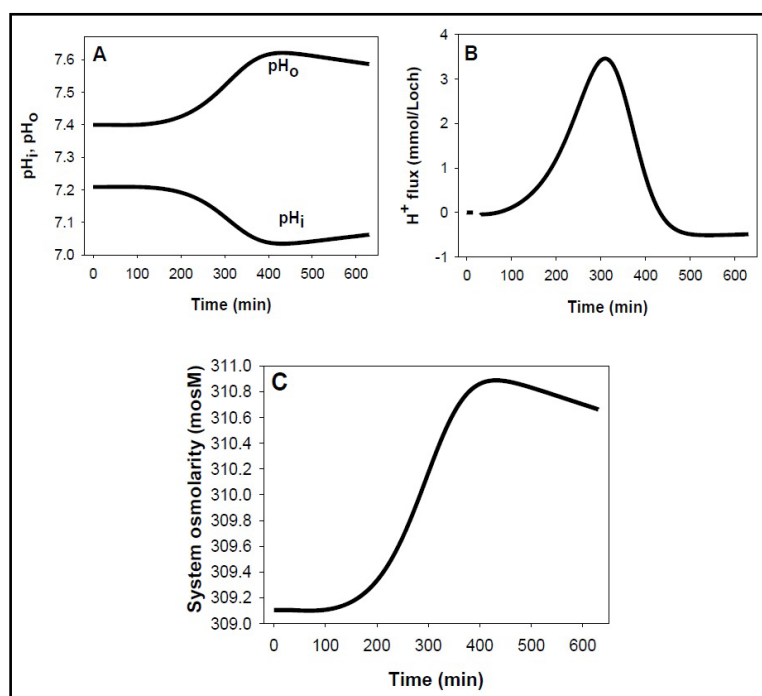 A
7.6
7.5
7.4
7.3
7.2
7.1
7.0
pHi, pHo
pHo
pHi
0 100 200 300 400 500 600
Time (min)
B
4
3
2
1
0
-1
H+ flux (mmol/Loch)
0 100 200 300 400 500 600
Time (min)
C
311.0
310.8
310.6
310.4
310.2
310.0
309.8
309.6
309.4
309.2
309.0
System osmolarity (mosM)
0 100 200 300 400 500 600
Time (min)